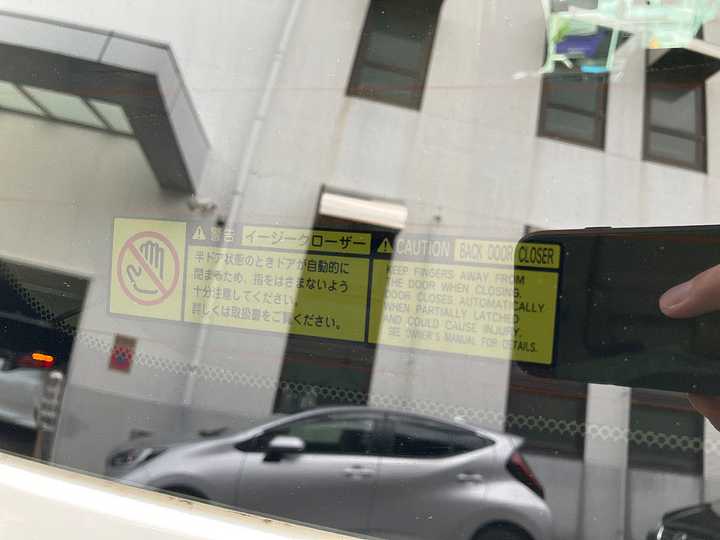 ⚠警告 イージークローザー
半ドア状態のときドアが自動的に
閉まるため、指をはさまないよう
十分注意してください。
詳しくは取扱書をご覧ください。
⚠CAUTION BACK DOOR CLOSER
KEEP FINGERS AWAY FROM
THE DOOR WHEN CLOSING.
DOOR CLOSES AUTOMATICALLY
WHEN PARTIALLY LATCHED
AND COULD CAUSE INJURY.
SEE OWNER'S MANUAL FOR DETAILS.